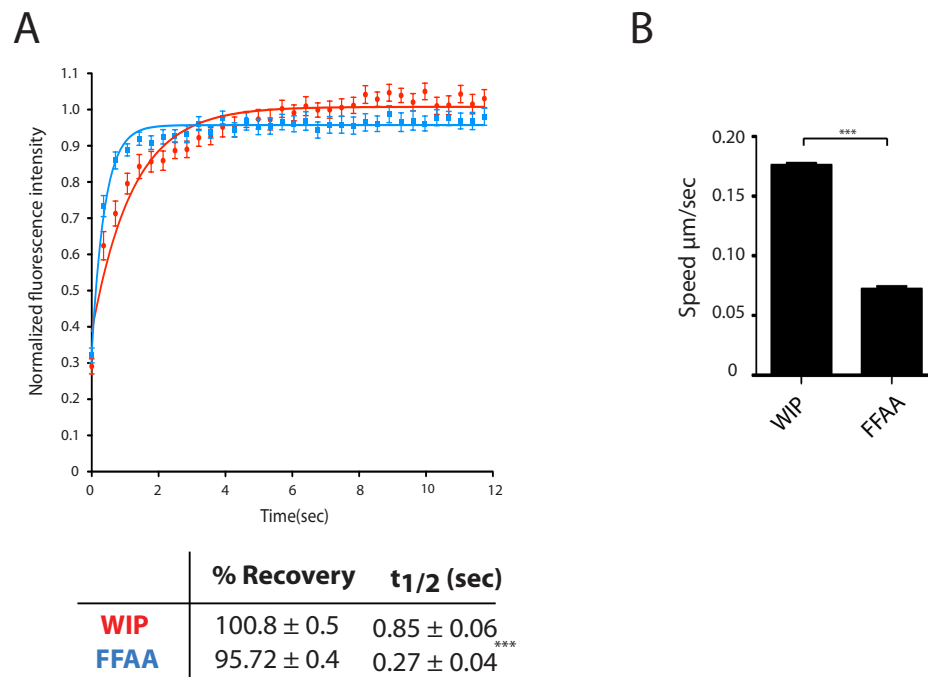 A
Normalized fluorescence intensity
1.1
1.0
0.9
0.8
0.7
0.6
0.5
0.4
0.3
0.2
0.1
0
0 2 4 6 8 10 12
Time(sec)
% Recovery t1/2 (sec)
WIP 100.8 ± 0.5 0.85 ± 0.06
FFAA 95.72 ± 0.4 0.27 ± 0.04***
B
Speed µm/sec
***
0.20
0.15
0.10
0.05
0
WIP FFAA